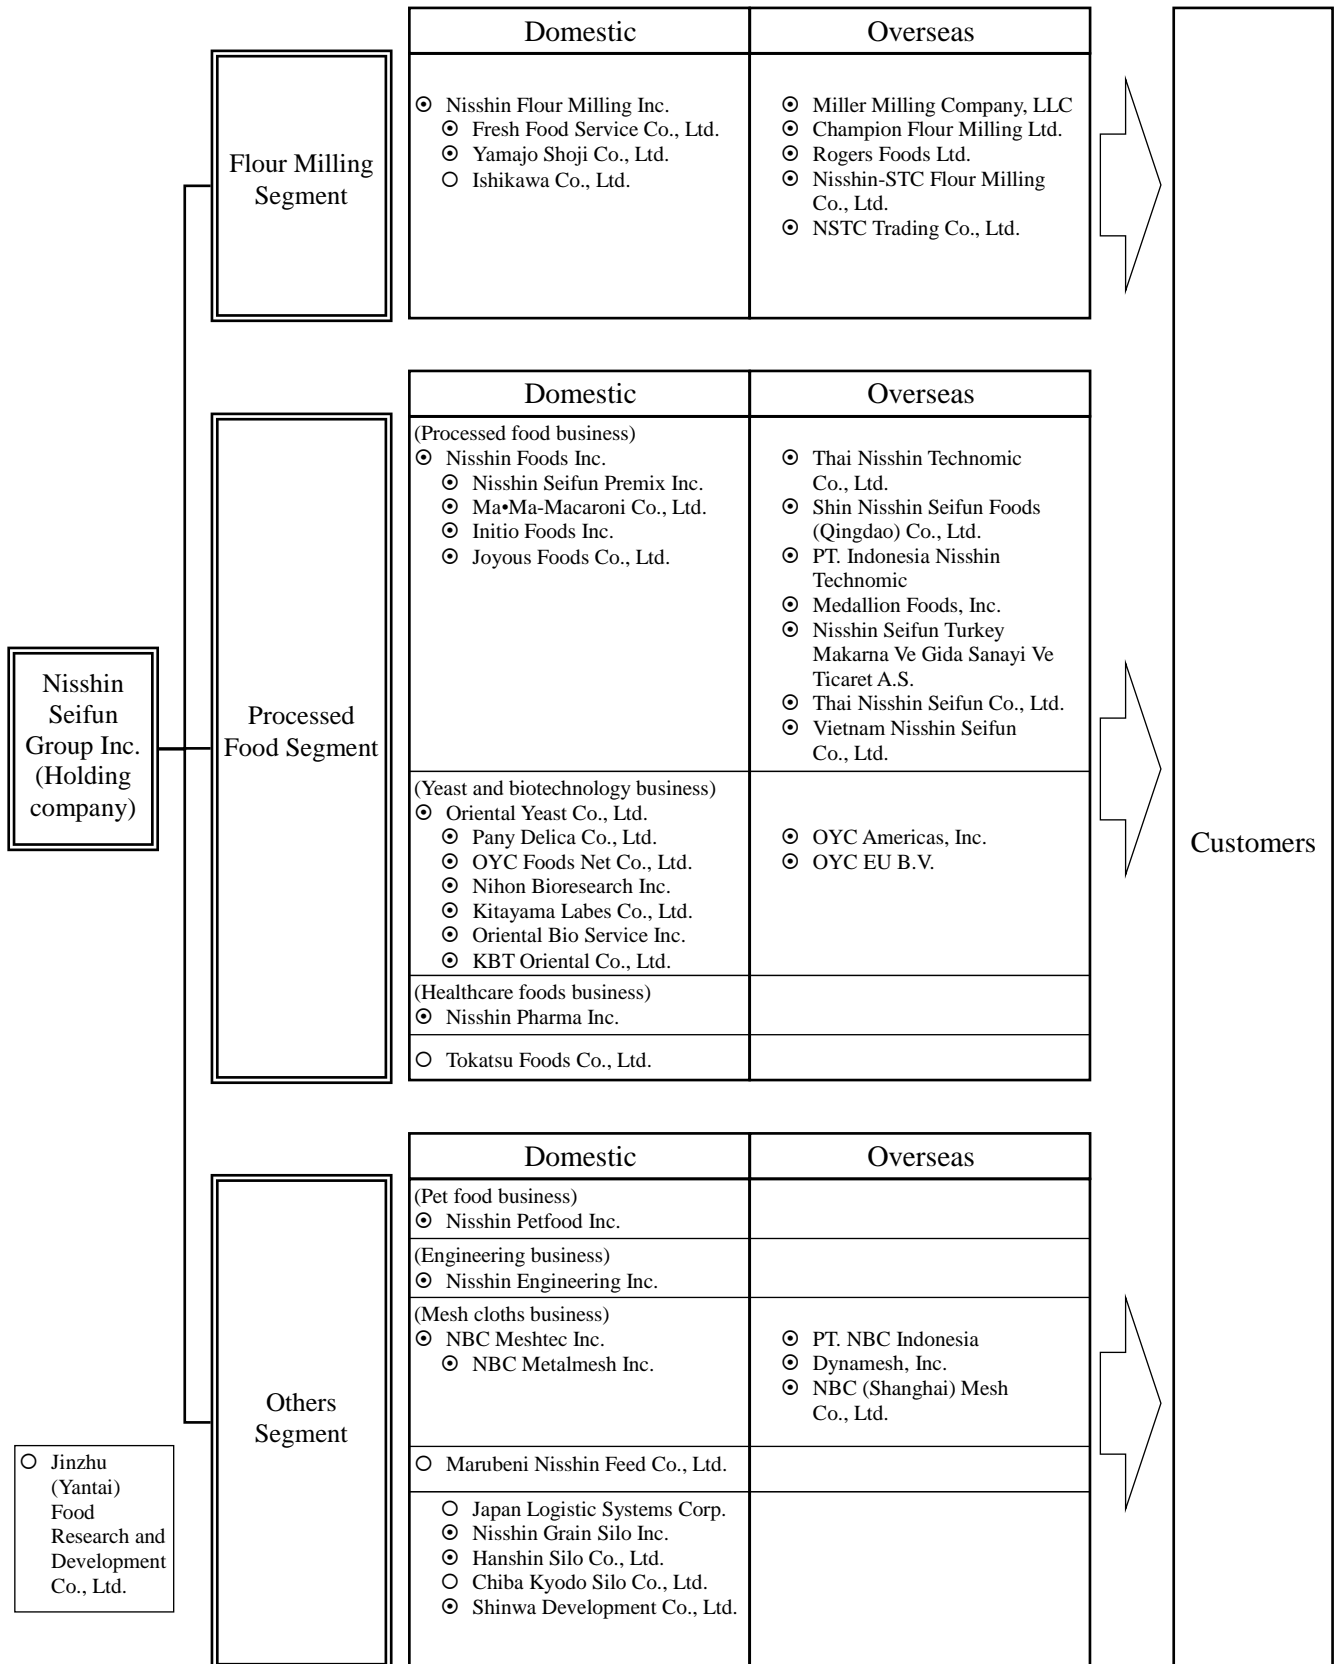 Domestic
Overseas
Flour Milling
Segment
⊙ Nisshin Flour Milling Inc.
⊙ Fresh Food Service Co., Ltd.
⊙ Yamajo Shoji Co., Ltd.
○ Ishikawa Co., Ltd.
⊙ Miller Milling Company, LLC
⊙ Champion Flour Milling Ltd.
⊙ Rogers Foods Ltd.
⊙ Nisshin-STC Flour Milling
Co., Ltd.
⊙ NSTC Trading Co., Ltd.
Domestic
Overseas
Nisshin
Seifun
Group Inc.
(Holding
company)
Processed
Food Segment
(Processed food business)
⊙ Nisshin Foods Inc.
⊙ Nisshin Seifun Premix Inc.
⊙ Ma•Ma-Macaroni Co., Ltd.
⊙ Initio Foods Inc.
⊙ Joyous Foods Co., Ltd.
⊙ Thai Nisshin Technomic
Co., Ltd.
⊙ Shin Nisshin Seifun Foods
(Qingdao) Co., Ltd.
⊙ PT. Indonesia Nisshin
Technomic
⊙ Medallion Foods, Inc.
⊙ Nisshin Seifun Turkey
Makarna Ve Gida Sanayi Ve
Ticaret A.S.
⊙ Thai Nisshin Seifun Co., Ltd.
⊙ Vietnam Nisshin Seifun
Co., Ltd.
(Yeast and biotechnology business)
⊙ Oriental Yeast Co., Ltd.
⊙ Pany Delica Co., Ltd.
⊙ OYC Foods Net Co., Ltd.
⊙ Nihon Bioresearch Inc.
⊙ Kitayama Labes Co., Ltd.
⊙ Oriental Bio Service Inc.
⊙ KBT Oriental Co., Ltd.
⊙ OYC Americas, Inc.
⊙ OYC EU B.V.
(Healthcare foods business)
⊙ Nisshin Pharma Inc.
○ Tokatsu Foods Co., Ltd.
Customers
Domestic
Overseas
Others
Segment
(Pet food business)
⊙ Nisshin Petfood Inc.
(Engineering business)
⊙ Nisshin Engineering Inc.
(Mesh cloths business)
⊙ NBC Meshtec Inc.
⊙ NBC Metalmesh Inc.
⊙ PT. NBC Indonesia
⊙ Dynamesh, Inc.
⊙ NBC (Shanghai) Mesh
Co., Ltd.
○ Marubeni Nisshin Feed Co., Ltd.
○ Japan Logistic Systems Corp.
⊙ Nisshin Grain Silo Inc.
⊙ Hanshin Silo Co., Ltd.
○ Chiba Kyodo Silo Co., Ltd.
⊙ Shinwa Development Co., Ltd.
○ Jinzhu
(Yantai)
Food
Research and
Development
Co., Ltd.